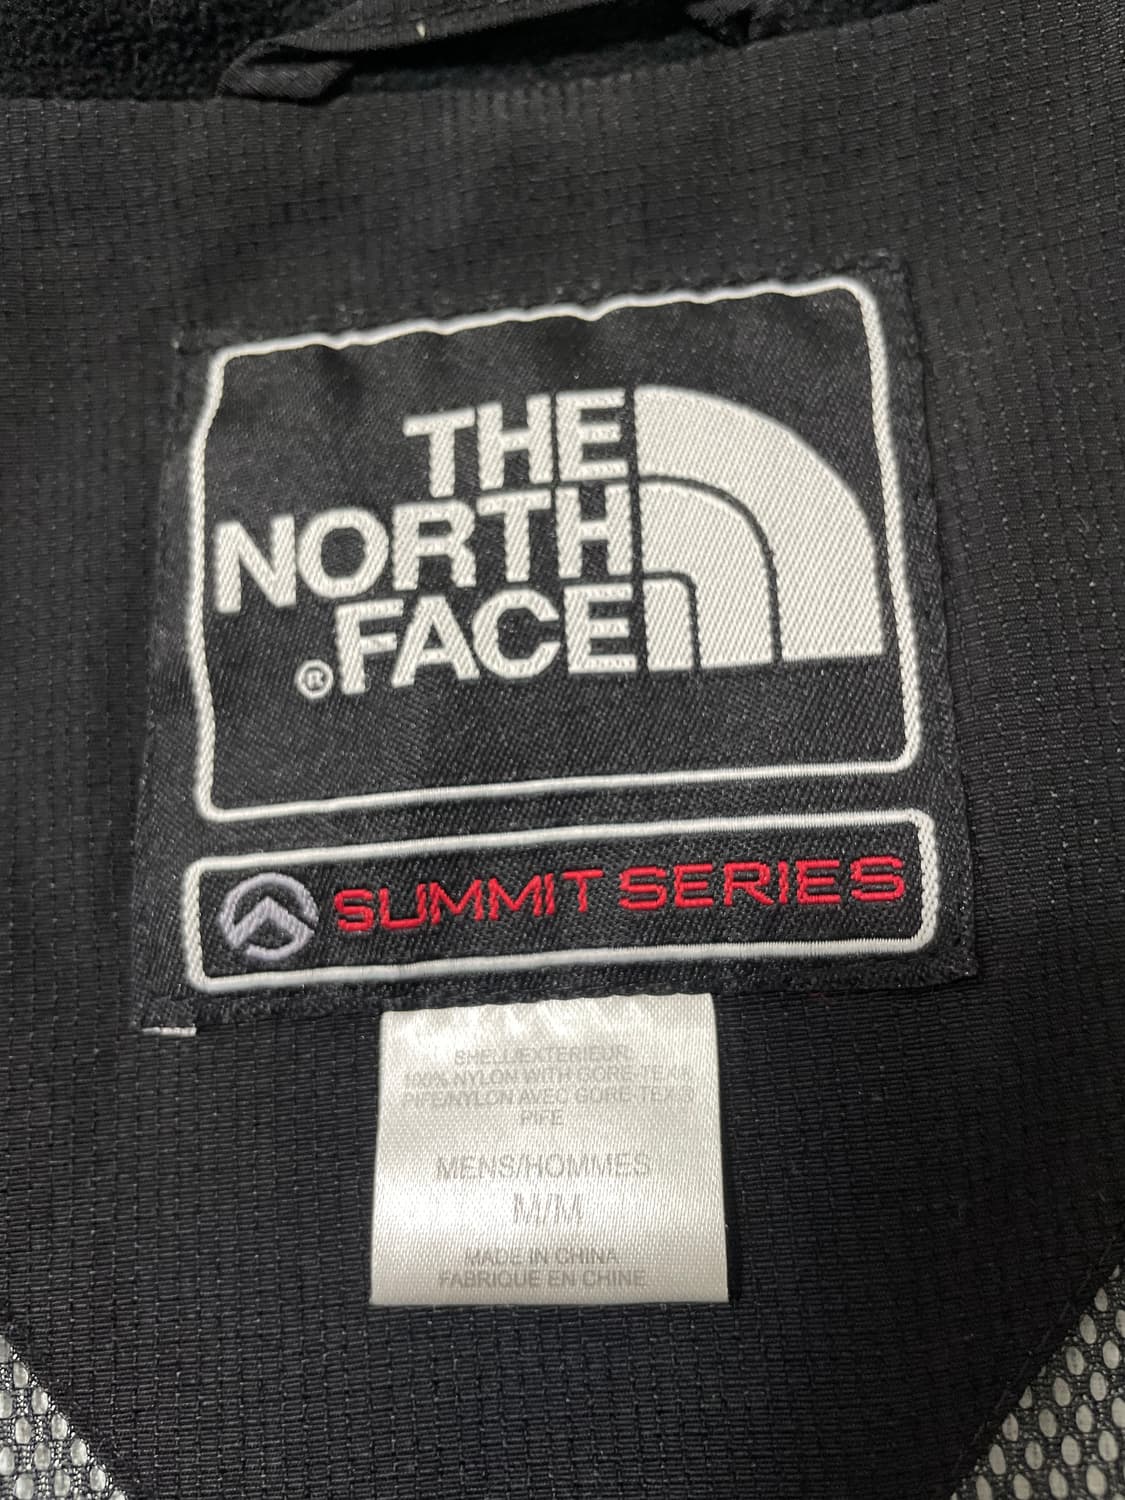 THE
NORTH
®FACE
SUMMIT SERIES
SHELL/EXTERIEUR:
100% NYLON WITH GORE-TEX®
PIFE/NYLON AVEC GORE-TEX®
PIFE
MENS/HOMMES
M/M
MADE IN CHINA
FABRIQUE EN CHINE